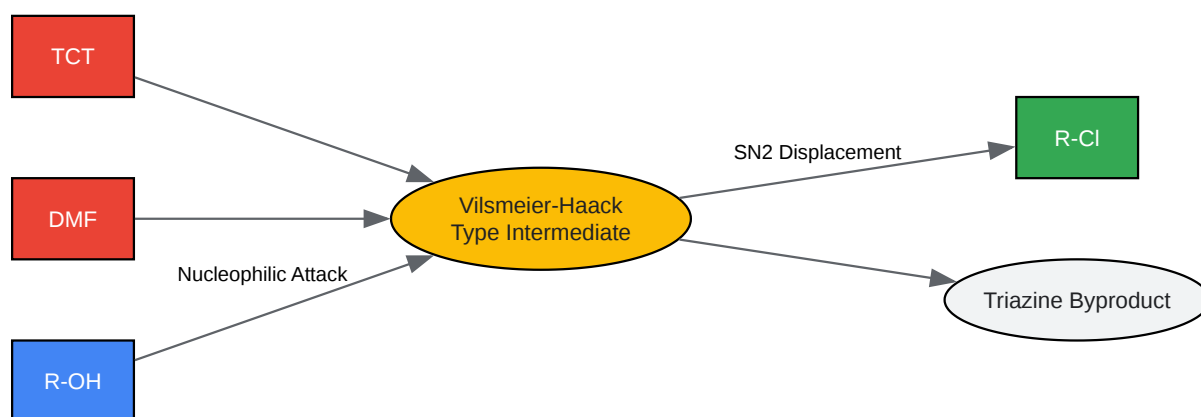 TCT
DMF
R-OH
Nucleophilic Attack
Vilsmeier-Haack
Type Intermediate
SN2 Displacement
R-Cl
Triazine Byproduct